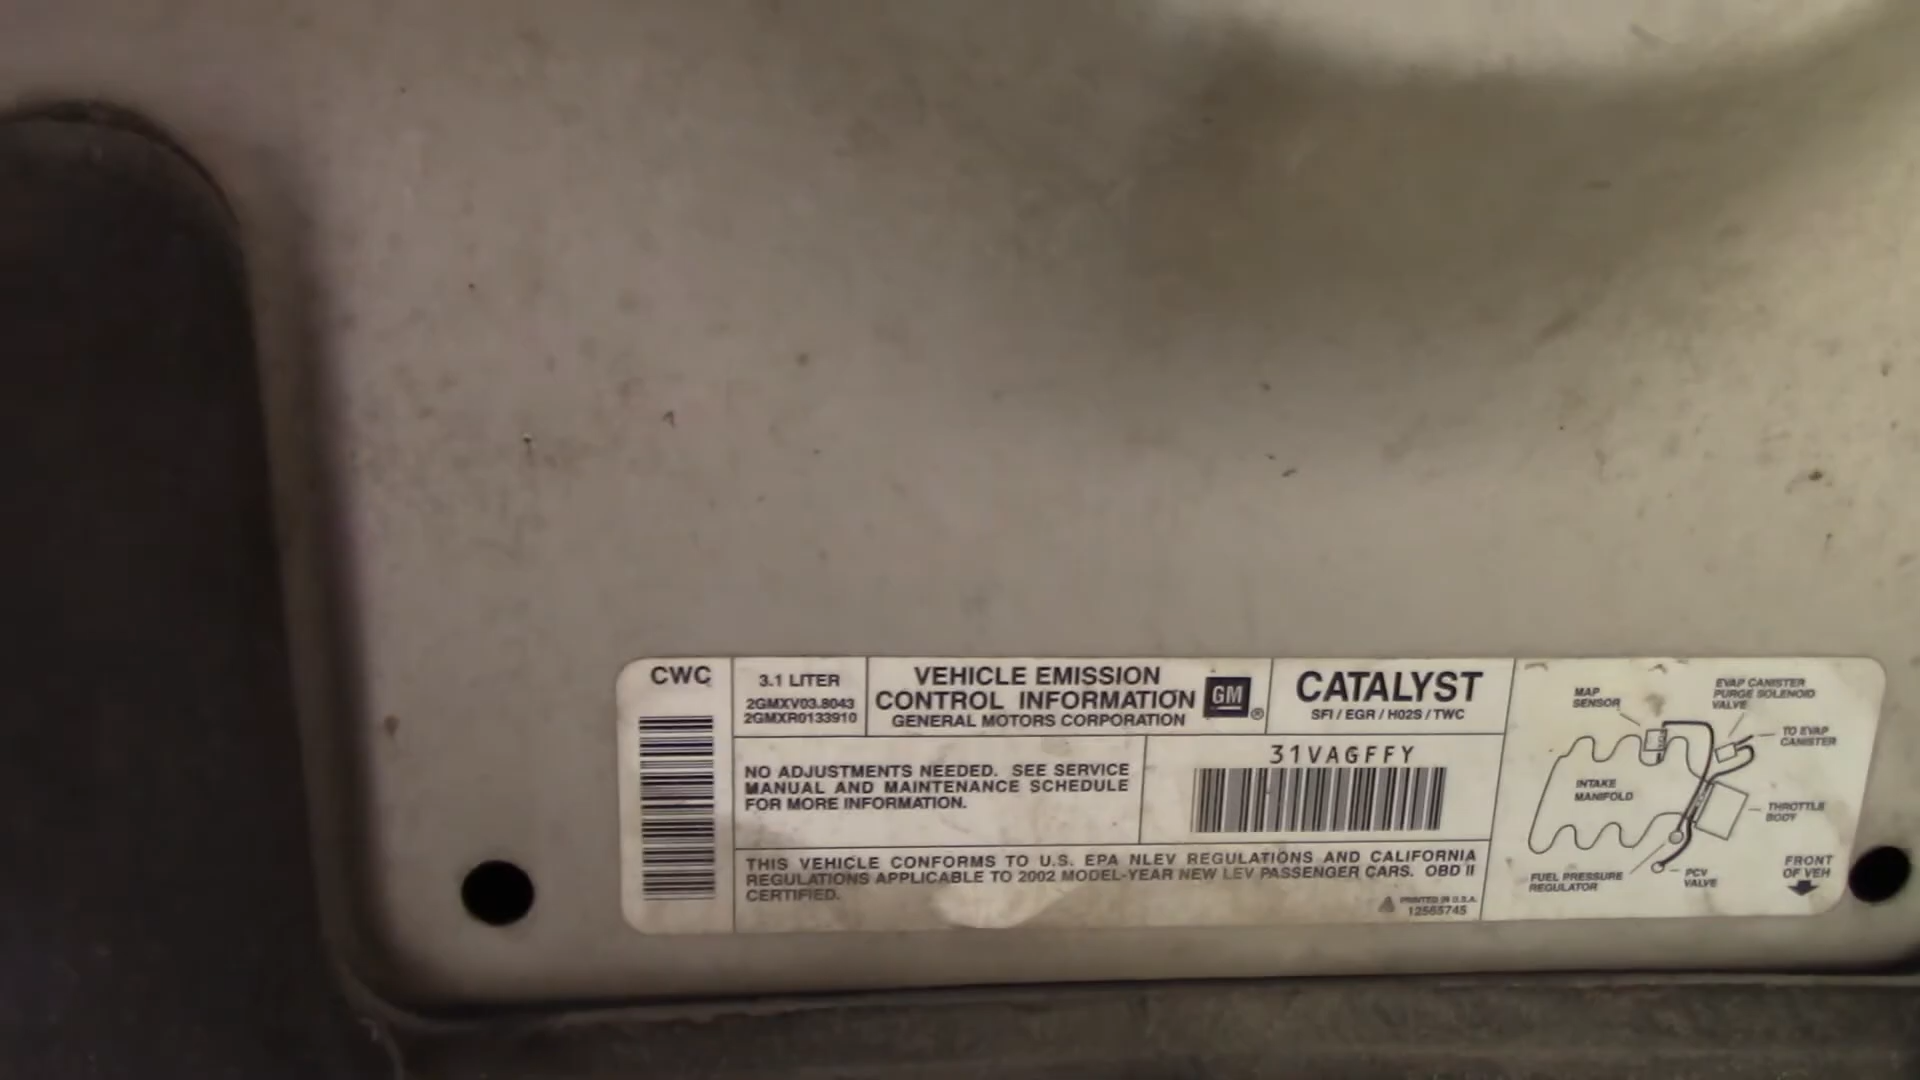 CWC
3.1 LITER
2GMXV03.8043
2GMXR0133910
VEHICLE EMISSION
CONTROL INFORMATION
GENERAL MOTORS CORPORATION
GM
®
CATALYST
SFI / EGR / HO2S / TWC
NO ADJUSTMENTS NEEDED. SEE SERVICE
MANUAL AND MAINTENANCE SCHEDULE
FOR MORE INFORMATION.
31VAGFFY
THIS VEHICLE CONFORMS TO U.S. EPA NLEV REGULATIONS AND CALIFORNIA
REGULATIONS APPLICABLE TO 2002 MODEL-YEAR NEW LEV PASSENGER CARS. OBD II
CERTIFIED.
PRINTED IN U.S.A.
12565745
MAP
SENSOR
EVAP CANISTER
PURGE SOLENOID
VALVE
TO EVAP
CANISTER
INTAKE
MANIFOLD
THROTTLE
BODY
FUEL PRESSURE
REGULATOR
PCV
VALVE
FRONT
OF VEH